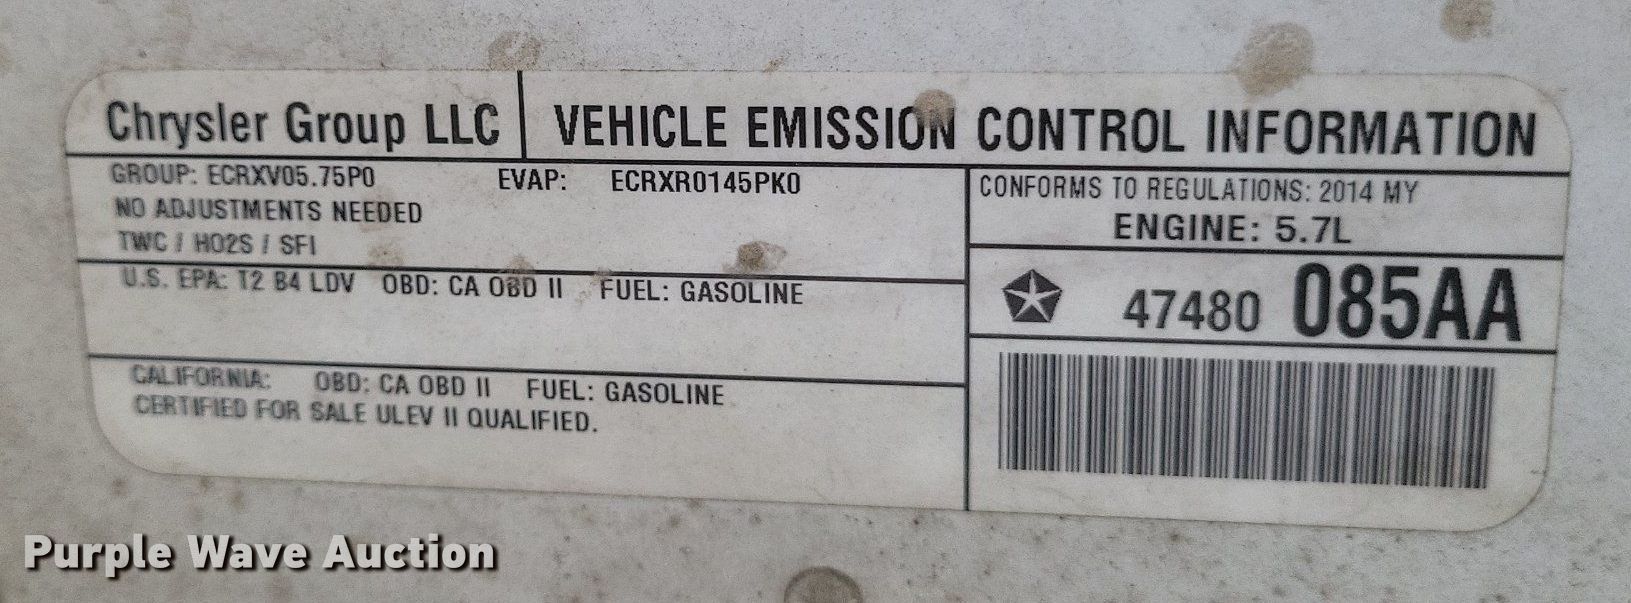 Chrysler Group LLC VEHICLE EMISSION CONTROL INFORMATION
GROUP: ECRXV05.75P0 EVAP: ECRXR0145PK0
NO ADJUSTMENTS NEEDED
TWC / HO2S / SFI
U.S. EPA: T2 B4 LDV OBD: CA OBD II FUEL: GASOLINE
CALIFORNIA: OBD: CA OBD II FUEL: GASOLINE
CERTIFIED FOR SALE ULEV II QUALIFIED.
CONFORMS TO REGULATIONS: 2014 MY
ENGINE: 5.7L
47480 085AA
Purple Wave Auction